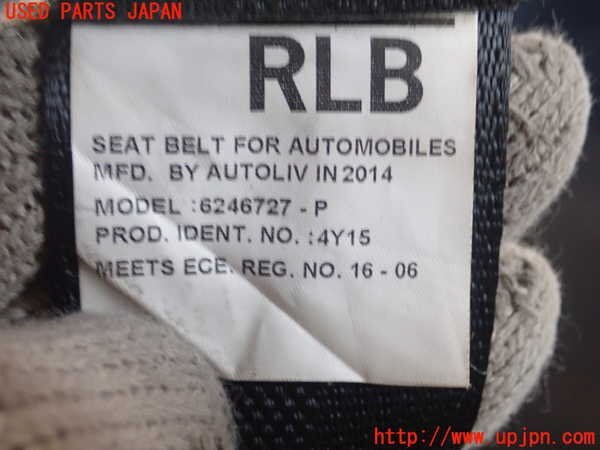 USED PARTS JAPAN
RLB
SEAT BELT FOR AUTOMOBILES
MFD. BY AUTOLIV IN 2014
MODEL :6246727 - P
PROD. IDENT. NO. :4Y15
MEETS ECE. REG. NO. 16 - 06
http://www.upjpn.com/